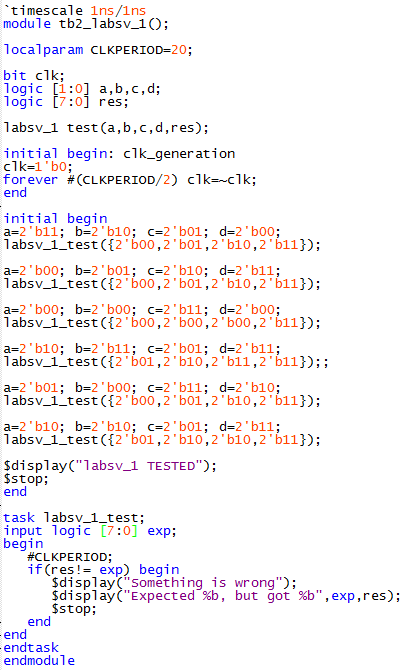 `timescale 1ns/1ns
module tb2_labsv_1();
localparam CLKPERIOD=20;
bit clk;
logic [1:0] a,b,c,d;
logic [7:0] res;
labsv_1 test(a,b,c,d,res);
initial begin: clk_generation
clk=1'b0;
forever #(CLKPERIOD/2) clk=~clk;
end
initial begin
a=2'b11; b=2'b10; c=2'b01; d=2'b00;
labsv_1_test({2'b00,2'b01,2'b10,2'b11});
a=2'b00; b=2'b01; c=2'b10; d=2'b11;
labsv_1_test({2'b00,2'b01,2'b10,2'b11});
a=2'b00; b=2'b00; c=2'b11; d=2'b00;
labsv_1_test({2'b00,2'b00,2'b00,2'b11});
a=2'b10; b=2'b11; c=2'b01; d=2'b11;
labsv_1_test({2'b01,2'b10,2'b11,2'b11});;
a=2'b01; b=2'b00; c=2'b11; d=2'b10;
labsv_1_test({2'b00,2'b01,2'b10,2'b11});
a=2'b10; b=2'b10; c=2'b01; d=2'b11;
labsv_1_test({2'b01,2'b10,2'b10,2'b11});
$display("labsv_1 TESTED");
$stop;
end
task labsv_1_test;
input logic [7:0] exp;
begin
#CLKPERIOD;
if(res!= exp) begin
$display("Something is wrong");
$display("Expected %b, but got %b",exp,res);
$stop;
end
end
endtask
endmodule